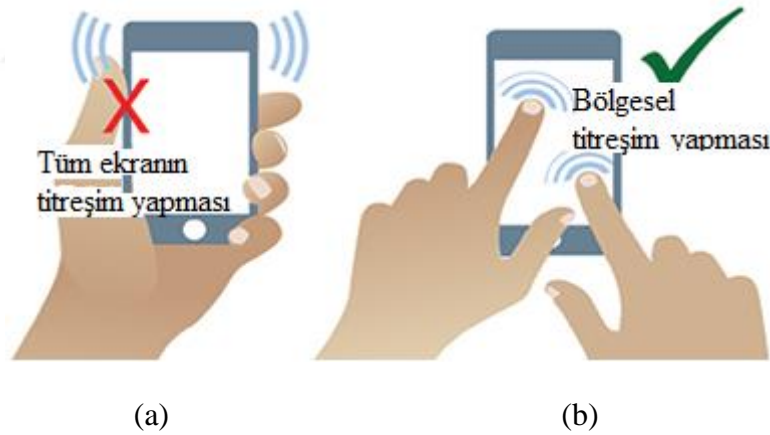 X
Tüm ekranın
titreşim yapması
Bölgesel
titreşim yapması
(a)
(b)